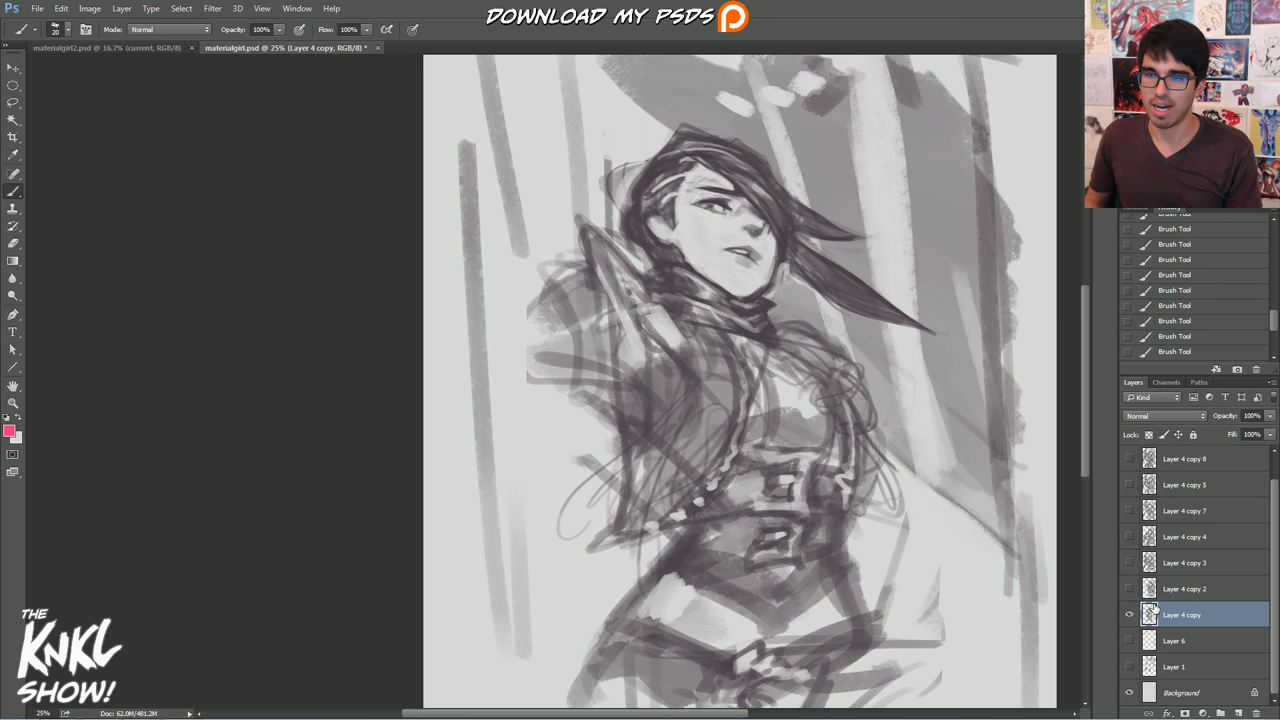 DOWNLOAD MY PSDS
Ps File Edit Image Layer Type Select Filter 3D View Window Help
20 Mode: Normal Opacity: 100% Flow: 100%
materialgirl2.psd @ 16.7% (current, RGB/8) × materialgirl.psd @ 25% (Layer 4 copy, RGB/8) * ×
Brush Tool
Brush Tool
Brush Tool
Brush Tool
Brush Tool
Brush Tool
Brush Tool
Brush Tool
Brush Tool
Layers Channels Paths
Kind
Normal Opacity: 100%
Lock: Fill: 100%
Layer 4 copy 8
Layer 4 copy 5
Layer 4 copy 7
Layer 4 copy 4
Layer 4 copy 3
Layer 4 copy 2
Layer 4 copy
Layer 6
Layer 1
Background
THE
KNKL
SHOW!
25% Doc: 62.0M/481.2M